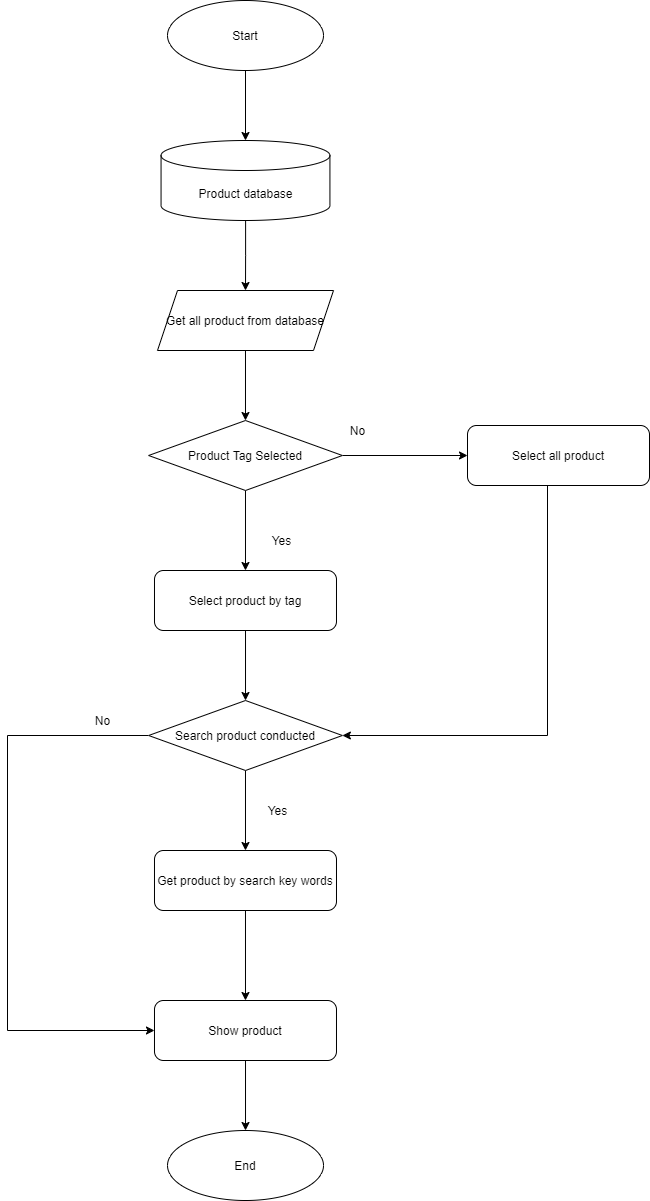 Start
Product database
Get all product from database
Product Tag Selected
No
Select all product
Yes
Select product by tag
No
Search product conducted
Yes
Get product by search key words
Show product
End